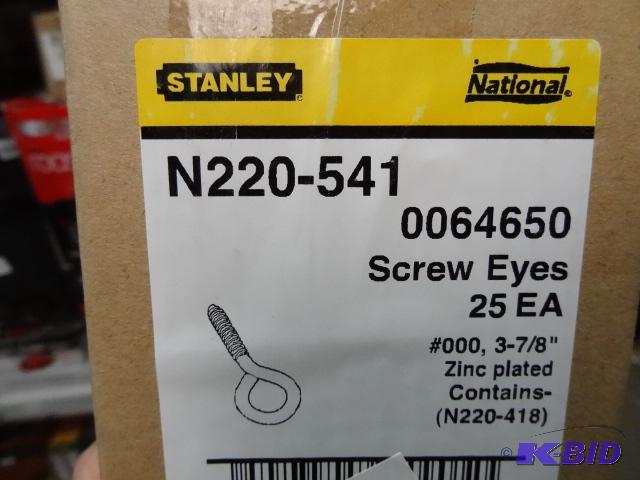 STANLEY
National
N220-541
0064650
Screw Eyes
25 EA
#000, 3-7/8"
Zinc plated
Contains-
(N220-418)
© K-BID